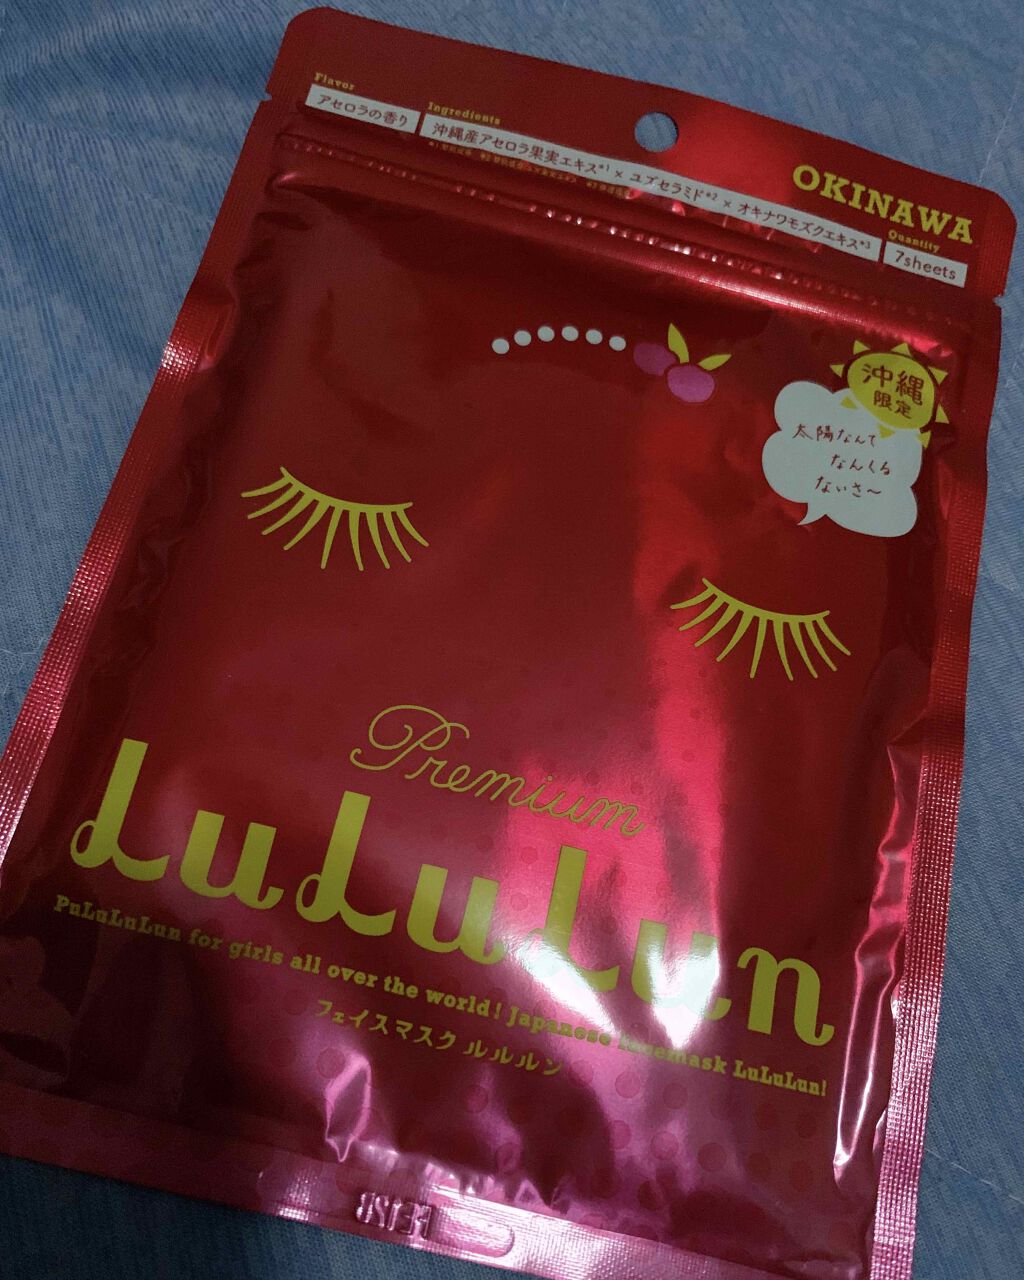 Flavor
アセロラの香り
Ingredients
沖縄産アセロラ果実エキス*1 × ユズセラミド*2 × オキナワモズクエキス*3
OKINAWA
Quantity
7sheets
沖縄
限定
太陽なんて
なんくる
ないさ〜
Premium
LuLuLun
PuLuLuLun for girls all over the world! Japanese facemask LuLuLun!
フェイスマスク ルルルン